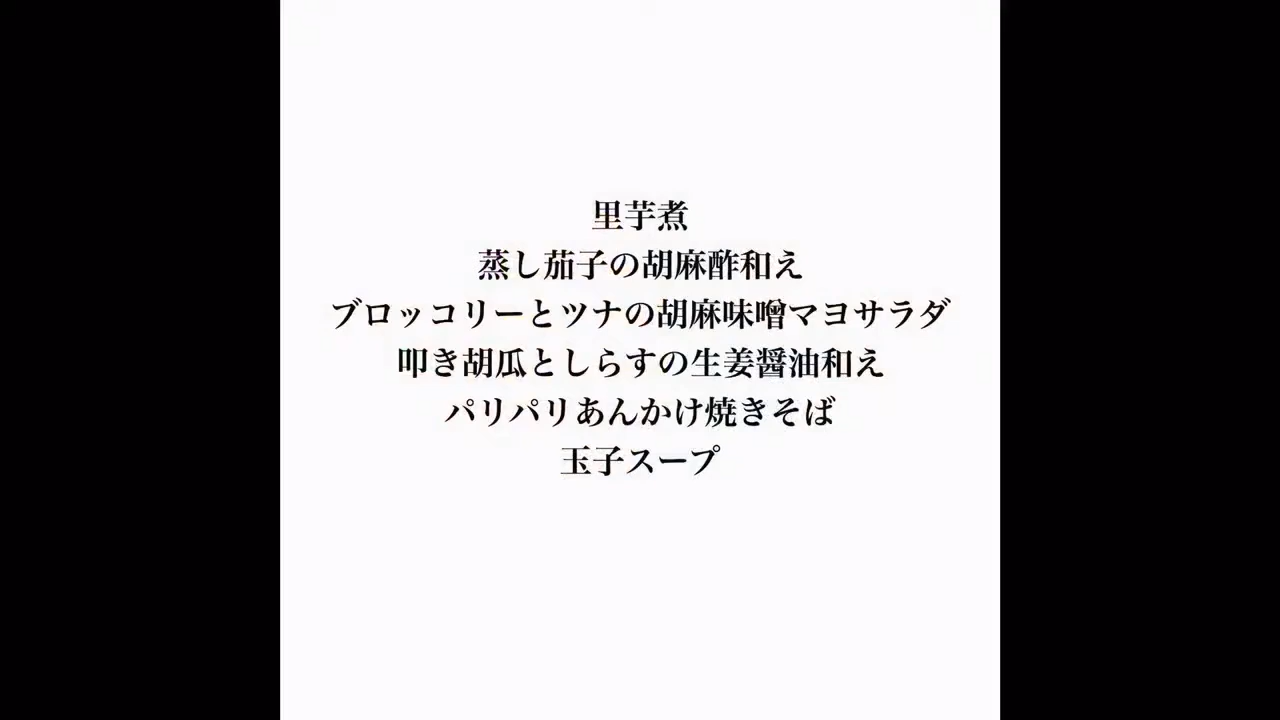 里芋煮
蒸し茄子の胡麻酢和え
ブロッコリーとツナの胡麻味噌マヨサラダ
叩き胡瓜としらすの生姜醤油和え
パリパリあんかけ焼きそば
玉子スープ